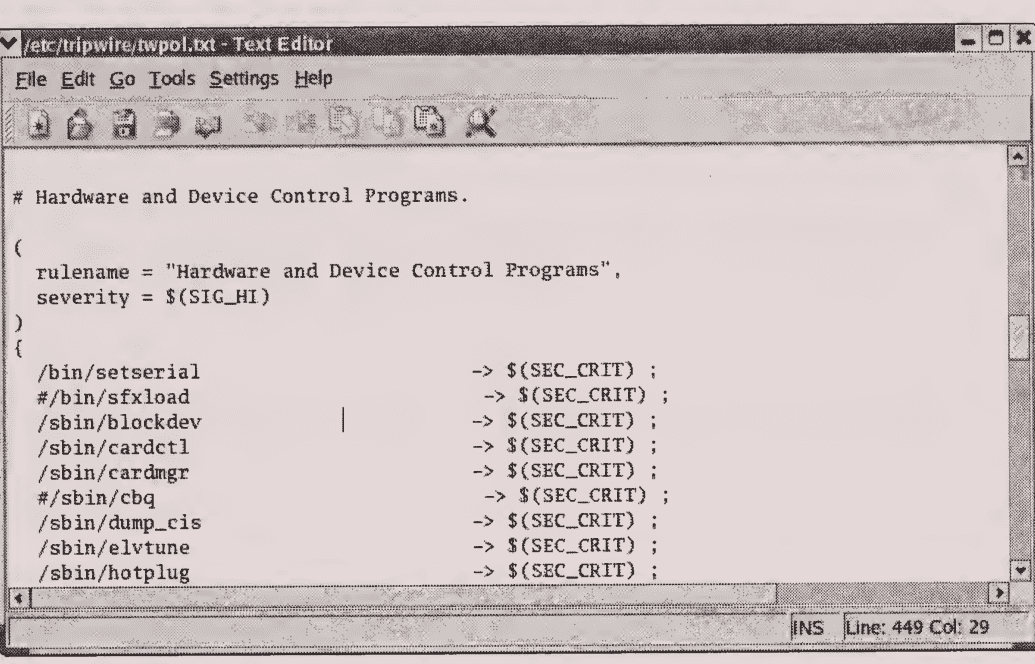 /etc/tripwire/twpol.txt - Text Editor
File Edit Go Tools Settings Help
# Hardware and Device Control Programs.
(
  rulename = "Hardware and Device Control Programs",
  severity = $(SIG_HI)
)
{
  /bin/setserial                       -> $(SEC_CRIT) ;
  #/bin/sfxload                         -> $(SEC_CRIT) ;
  /sbin/blockdev                       -> $(SEC_CRIT) ;
  /sbin/cardctl                        -> $(SEC_CRIT) ;
  /sbin/cardmgr                        -> $(SEC_CRIT) ;
  #/sbin/cbq                            -> $(SEC_CRIT) ;
  /sbin/dump_cis                       -> $(SEC_CRIT) ;
  /sbin/elvtune                        -> $(SEC_CRIT) ;
  /sbin/hotplug                        -> $(SEC_CRIT) ;
INS Line: 449 Col: 29